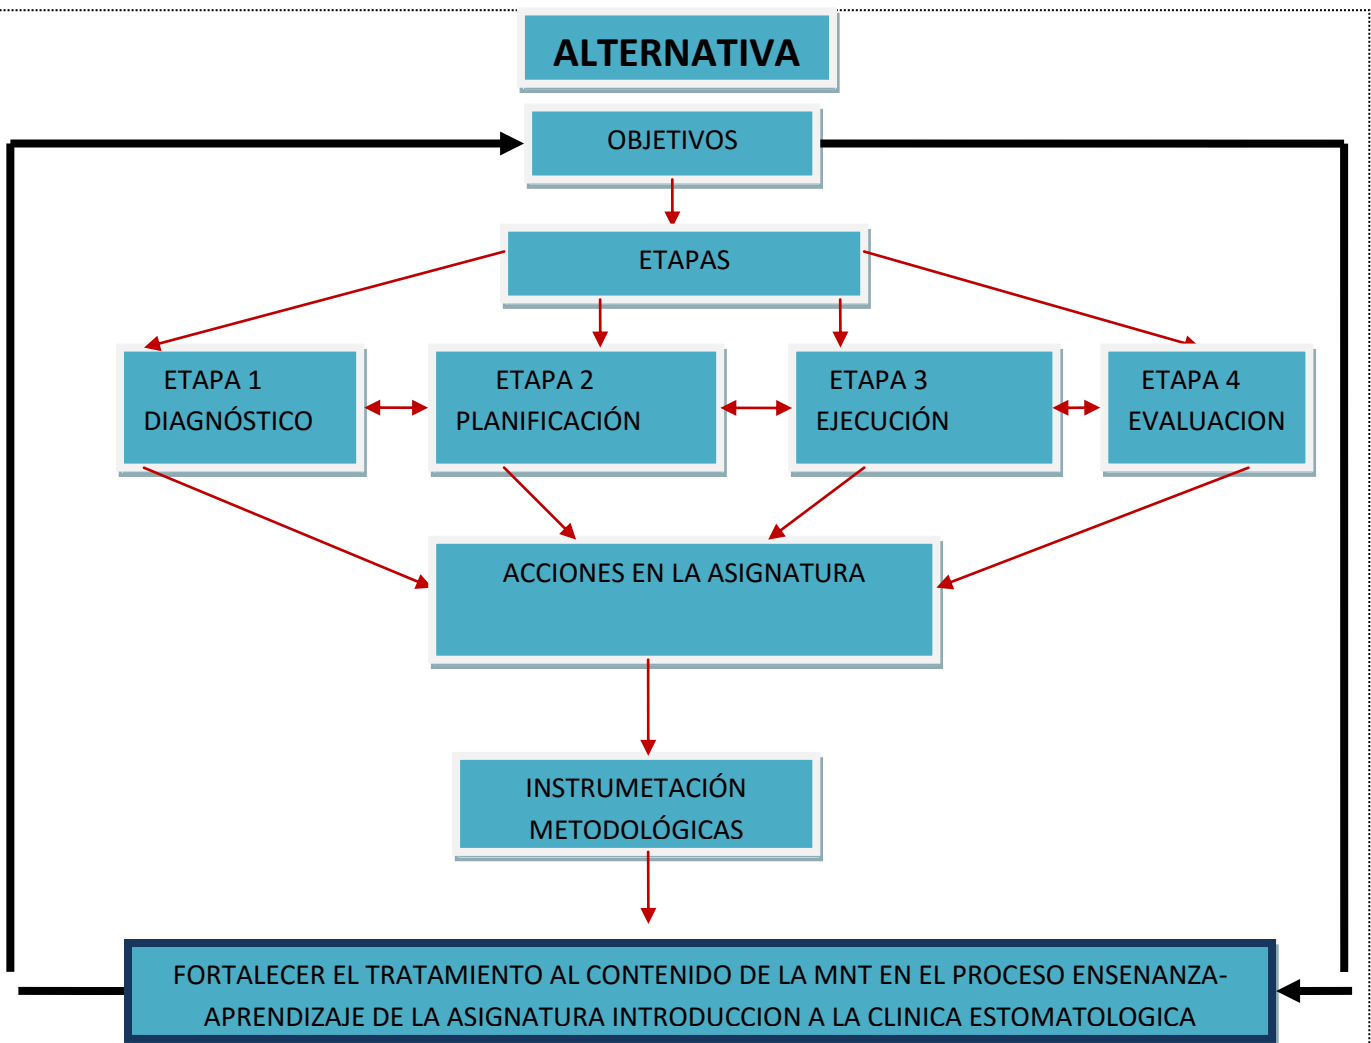 ALTERNATIVA
OBJETIVOS
ETAPAS
ETAPA 1
DIAGNÓSTICO
ETAPA 2
PLANIFICACIÓN
ETAPA 3
EJECUCIÓN
ETAPA 4
EVALUACION
ACCIONES EN LA ASIGNATURA
INSTRUMETACIÓN
METODOLÓGICAS
FORTALECER EL TRATAMIENTO AL CONTENIDO DE LA MNT EN EL PROCESO ENSENANZA-
APRENDIZAJE DE LA ASIGNATURA INTRODUCCION A LA CLINICA ESTOMATOLOGICA